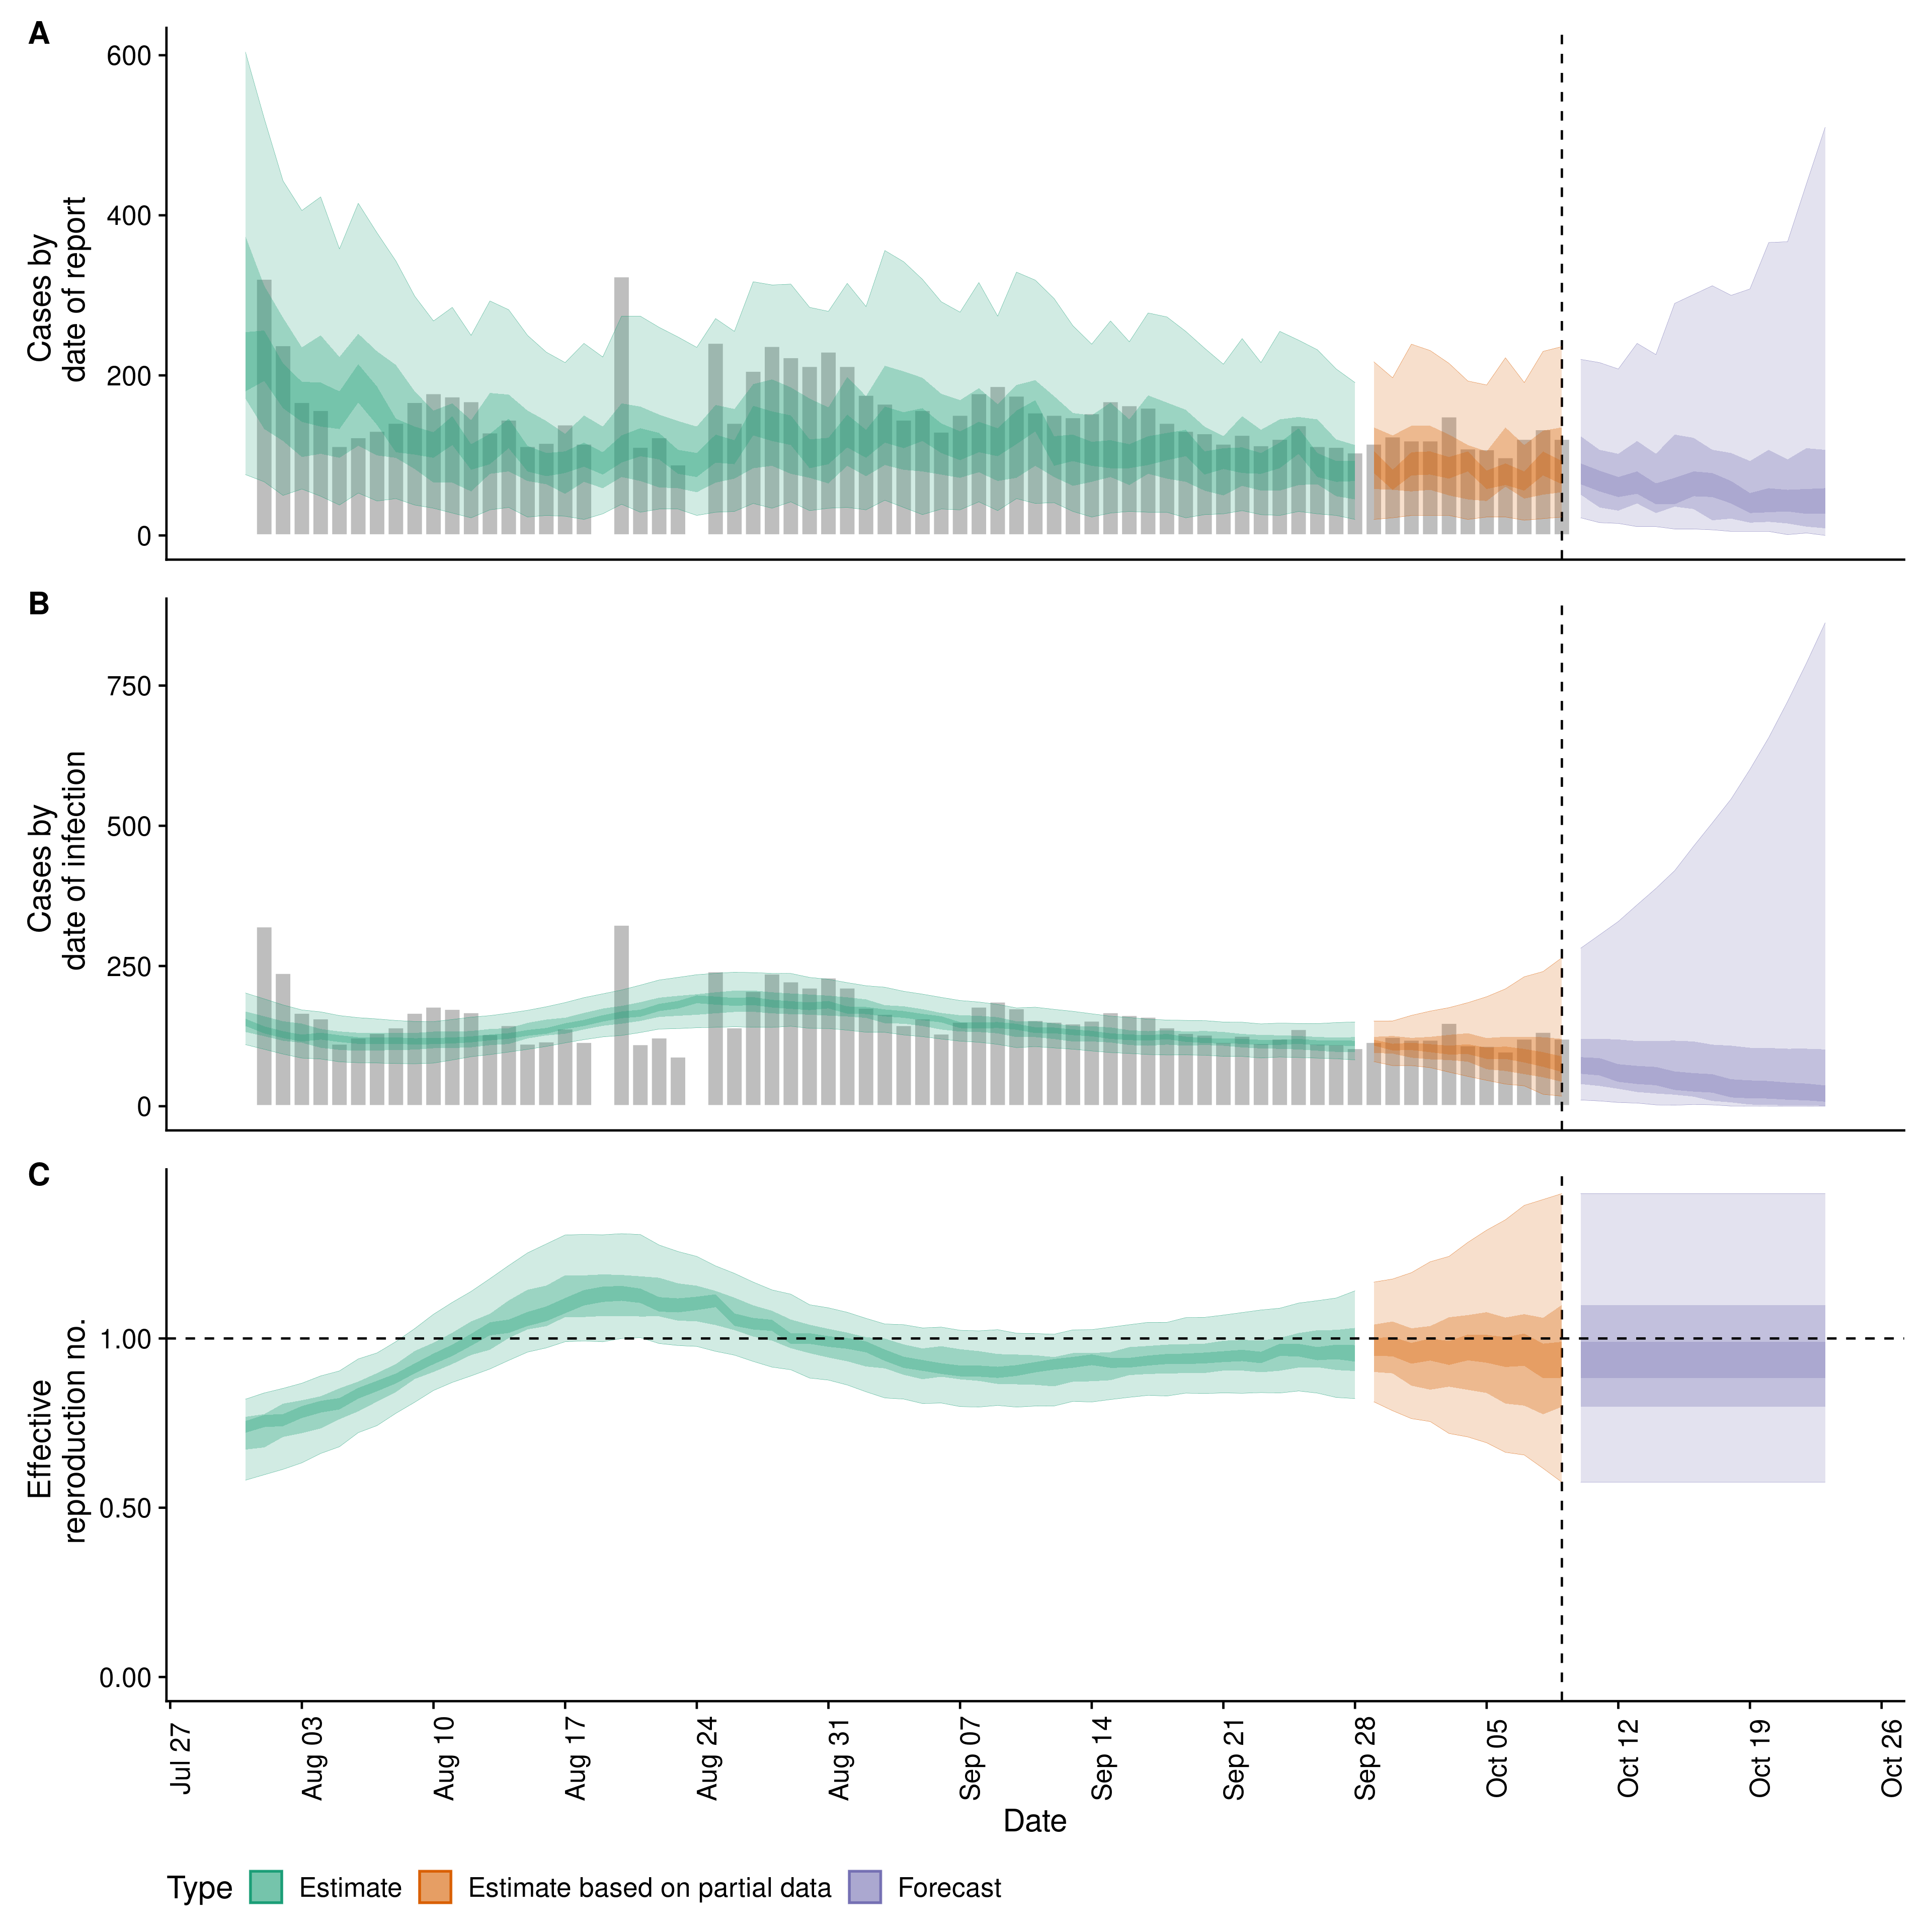 A
600
400
200
0
Cases by
date of report
B
750
500
250
0
Cases by
date of infection
C
1.00
0.50
0.00
Effective
reproduction no.
Jul 27
Aug 03
Aug 10
Aug 17
Aug 24
Aug 31
Sep 07
Sep 14
Sep 21
Sep 28
Oct 05
Oct 12
Oct 19
Oct 26
Date
Type Estimate Estimate based on partial data Forecast